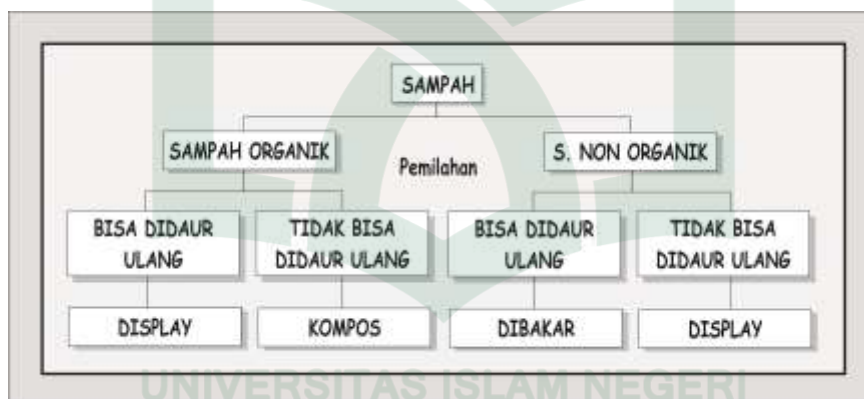 SAMPAH
SAMPAH ORGANIK
Pemilahan
S. NON ORGANIK
BISA DIDAUR
ULANG
TIDAK BISA
DIDAUR ULANG
BISA DIDAUR
ULANG
TIDAK BISA
DIDAUR ULANG
DISPLAY
KOMPOS
DIBAKAR
DISPLAY
UNIVERSITAS ISLAM NEGERI